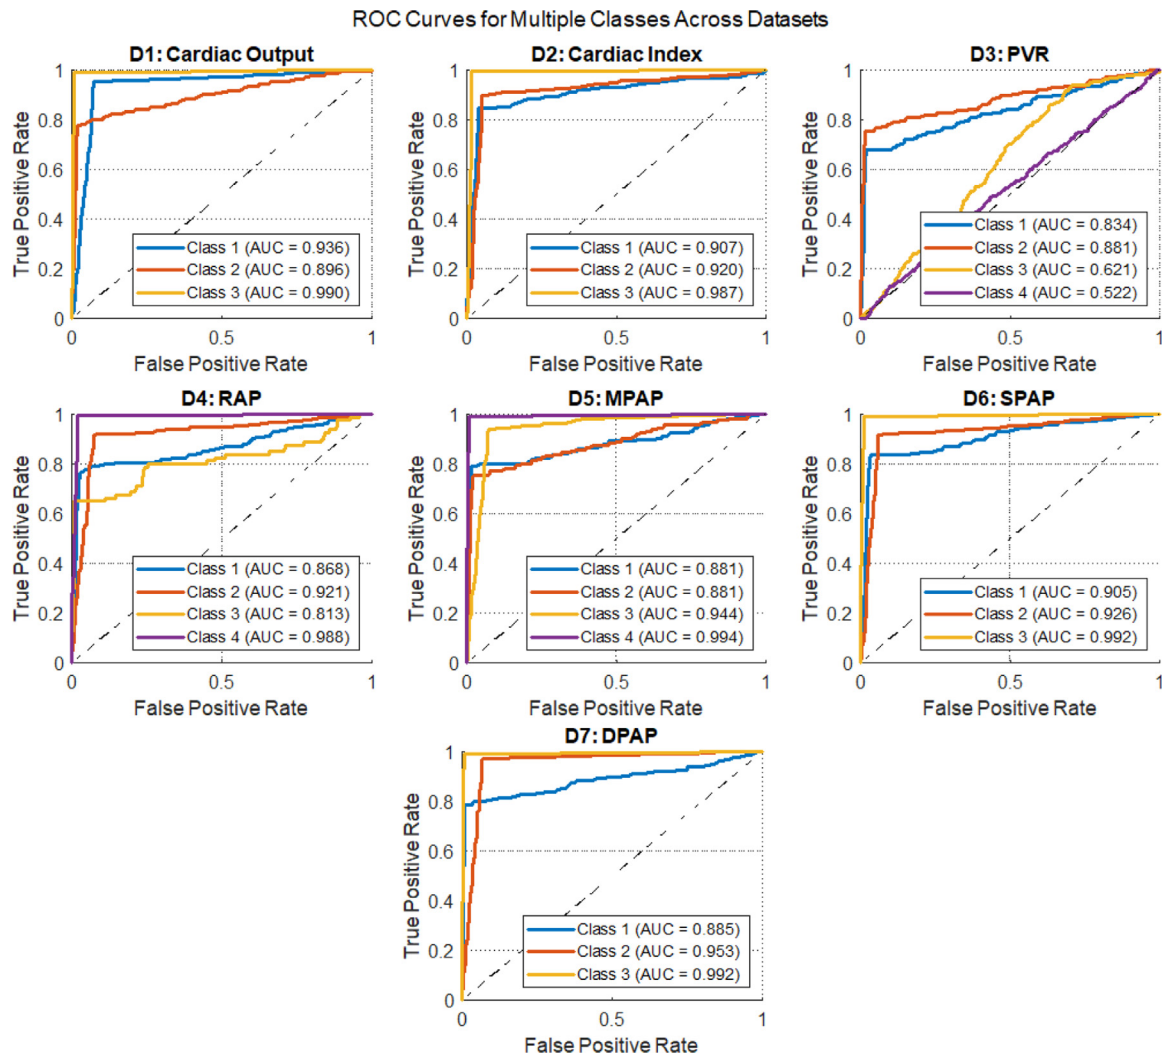 ROC Curves for Multiple Classes Across Datasets
D1: Cardiac Output
True Positive Rate
1
0.8
0.6
0.4
0.2
0
Class 1 (AUC = 0.936)
Class 2 (AUC = 0.896)
Class 3 (AUC = 0.990)
0 0.5 1
False Positive Rate
D2: Cardiac Index
True Positive Rate
1
0.8
0.6
0.4
0.2
0
Class 1 (AUC = 0.907)
Class 2 (AUC = 0.920)
Class 3 (AUC = 0.987)
0 0.5 1
False Positive Rate
D3: PVR
True Positive Rate
1
0.8
0.6
0.4
0.2
0
Class 1 (AUC = 0.834)
Class 2 (AUC = 0.881)
Class 3 (AUC = 0.621)
Class 4 (AUC = 0.522)
0 0.5 1
False Positive Rate
D4: RAP
True Positive Rate
1
0.8
0.6
0.4
0.2
0
Class 1 (AUC = 0.868)
Class 2 (AUC = 0.921)
Class 3 (AUC = 0.813)
Class 4 (AUC = 0.988)
0 0.5 1
False Positive Rate
D5: MPAP
True Positive Rate
1
0.8
0.6
0.4
0.2
0
Class 1 (AUC = 0.881)
Class 2 (AUC = 0.881)
Class 3 (AUC = 0.944)
Class 4 (AUC = 0.994)
0 0.5 1
False Positive Rate
D6: SPAP
True Positive Rate
1
0.8
0.6
0.4
0.2
0
Class 1 (AUC = 0.905)
Class 2 (AUC = 0.926)
Class 3 (AUC = 0.992)
0 0.5 1
False Positive Rate
D7: DPAP
True Positive Rate
1
0.8
0.6
0.4
0.2
0
Class 1 (AUC = 0.885)
Class 2 (AUC = 0.953)
Class 3 (AUC = 0.992)
0 0.5 1
False Positive Rate